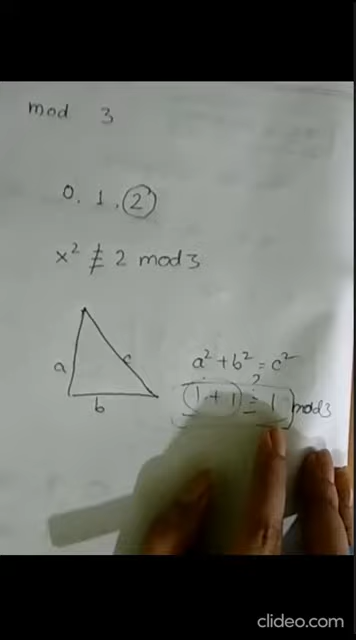 mod 3
0, 1, 2
x² ≢ 2 mod 3
a
c
b
a² + b² = c²
?
1 + 1 = 1 mod 3
clideo.com